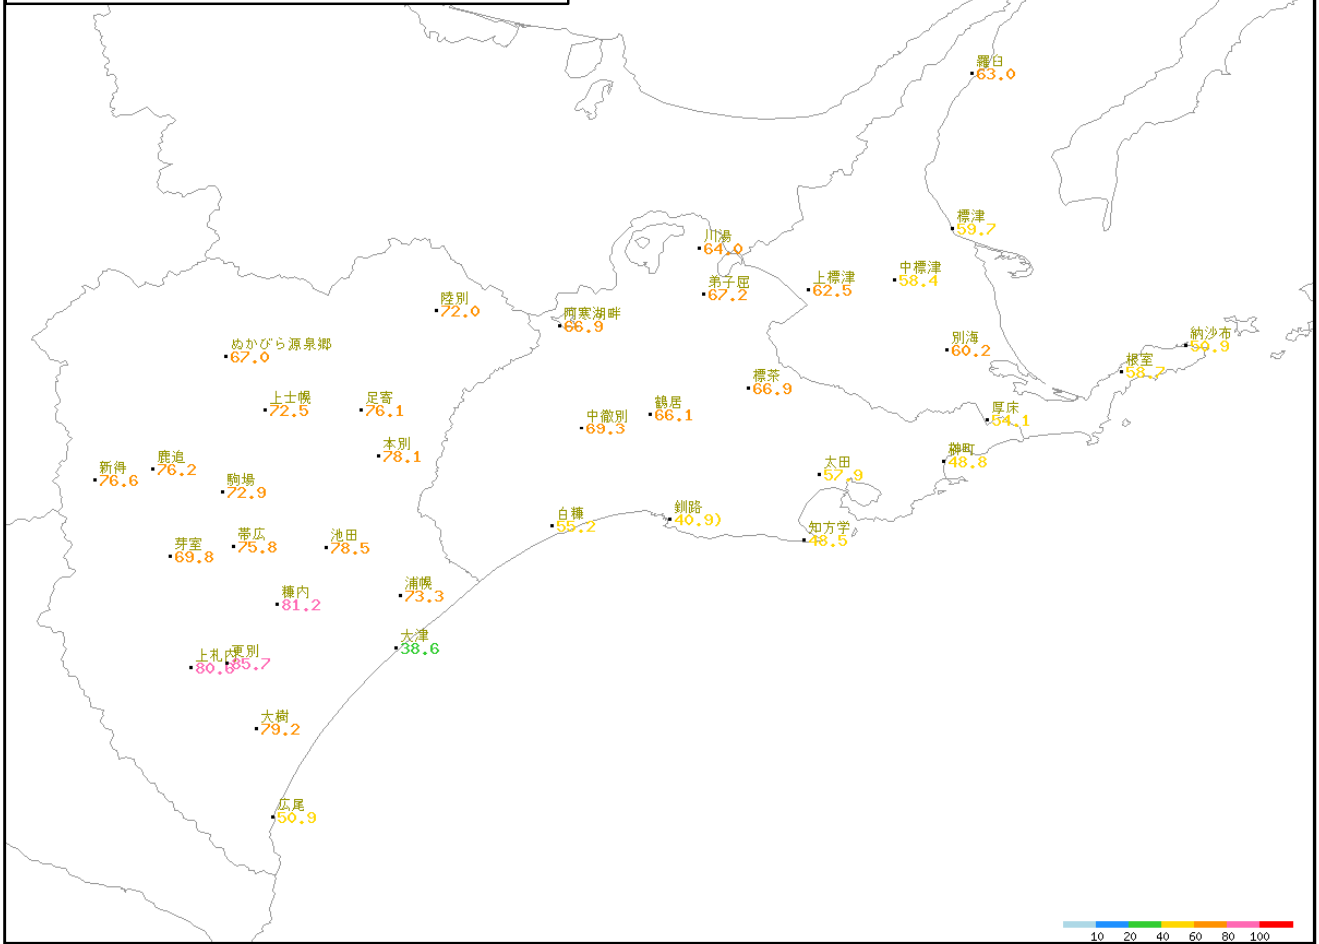 羅臼
63.0
標津
59.7
川湯
64.0
中標津
58.4
上標津
62.5
弟子屈
67.2
陸別
72.0
阿寒湖畔
66.9
ぬかびら源泉郷
67.0
別海
60.2
納沙布
根室
58.7
標茶
66.9
上士幌
72.5
足寄
76.1
鶴居
66.1
中徹別
69.3
厚床
54.1
本別
78.1
榊町
48.8
鹿追
76.2
新得
76.6
駒場
72.9
太田
57.9
白糠
55.2
釧路
40.9)
知方学
48.5
帯広
75.8
芽室
69.8
池田
78.5
浦幌
73.3
糠内
81.2
大津
38.6
更別
85.7
上札内
80.6
大樹
79.2
広尾
50.9
10 20 40 60 80 100